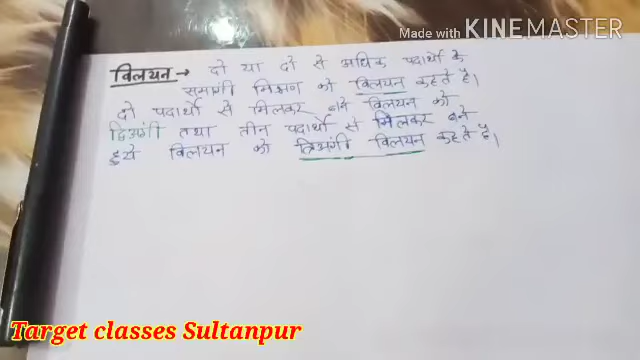 Made with KINEMASTER
विलयन → दो या दो से अधिक पदार्थो के
समांगी मिश्रण को विलयन कहते है।
दो पदार्थो से मिलकर बने विलयन को
द्विअंगी तथा तीन पदार्थो से मिलकर बने
हुये विलयन को त्रिअंगी विलयन कहते है।
Target classes Sultanpur